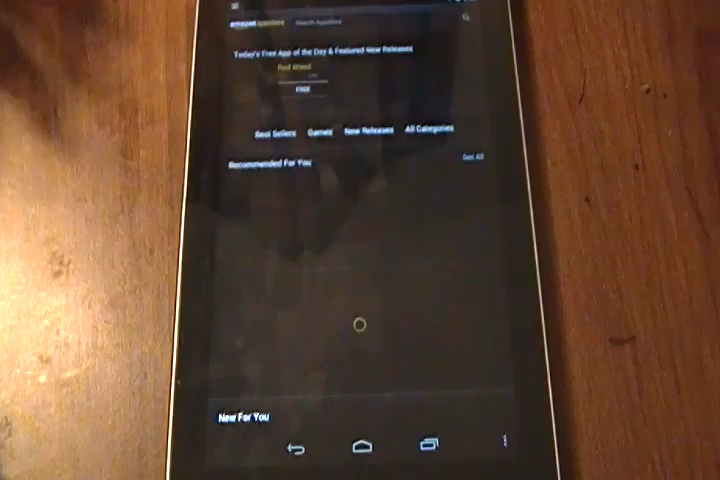 amazon appstore Search Appstore
Today's Free App of the Day & Featured New Releases
FREE
Best Sellers Games New Releases All Categories
Recommended For You See All
New For You